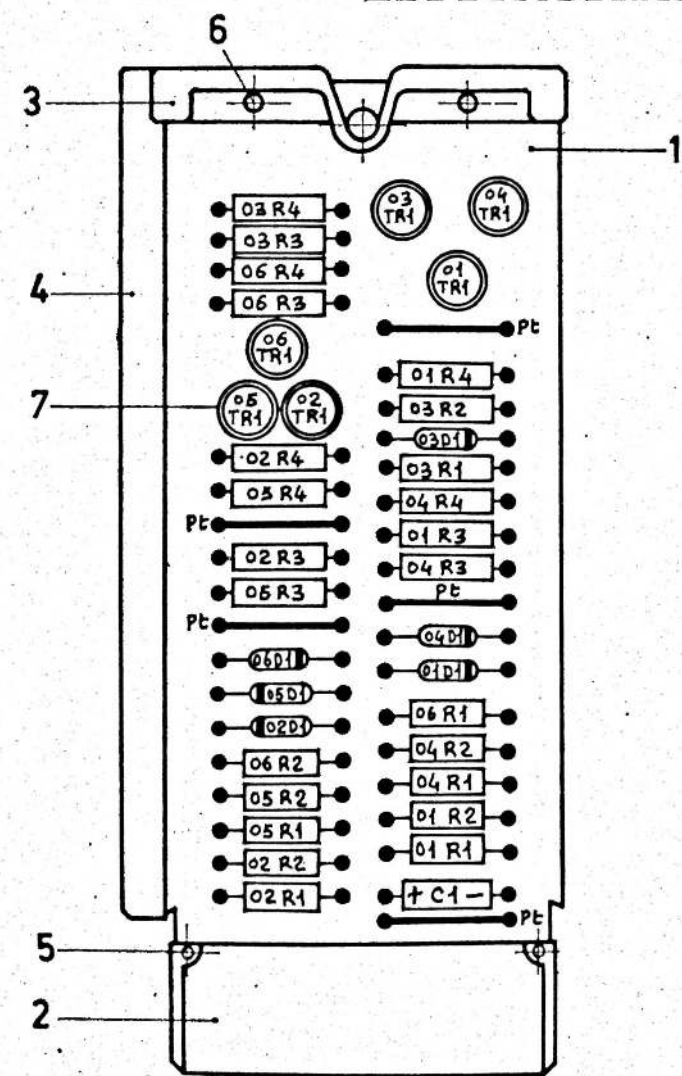 6
3
1
03 R4
03 R3
06 R4
06 R3
03
TR1
04
TR1
01
TR1
4
Pt
06
TR1
7
05
TR1
02
TR1
02 R4
05 R4
Pt
02 R3
05 R3
Pt
06D1
05D1
02D1
06 R2
05 R2
05 R1
02 R2
02 R1
01 R4
03 R2
03D1
03 R1
04 R4
01 R3
04 R3
Pt
04D1
01D1
06 R1
04 R2
04 R1
01 R2
01 R1
+ C1 -
Pt
5
2